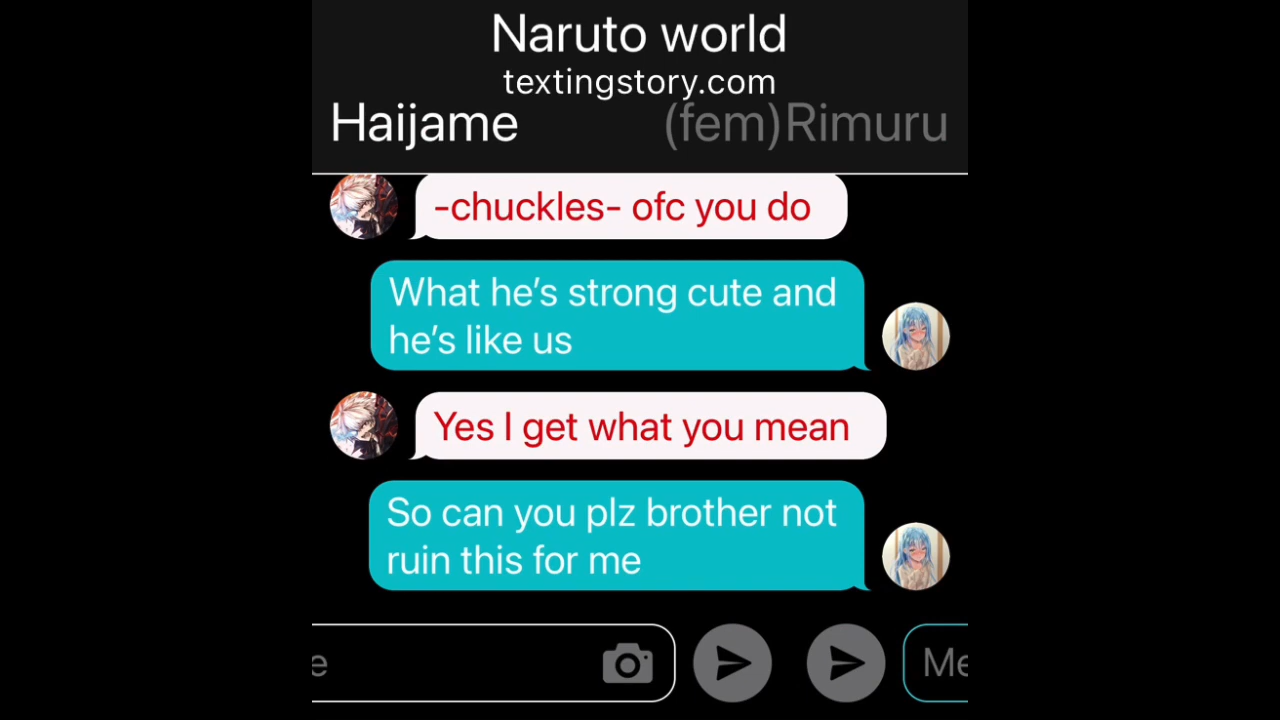 Naruto world
textingstory.com
Haijame (fem)Rimuru
-chuckles- ofc you do
What he’s strong cute and
he’s like us
Yes I get what you mean
So can you plz brother not
ruin this for me
e Me